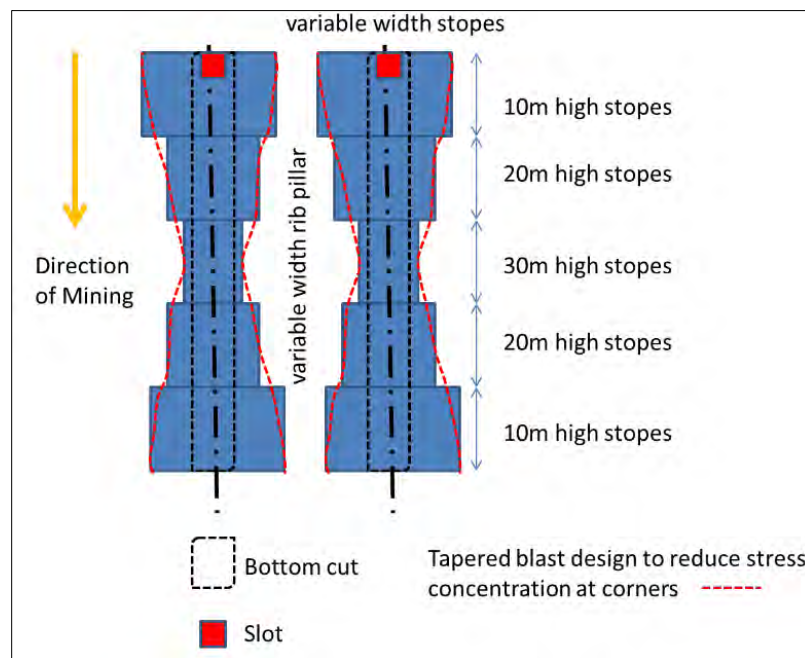 variable width stopes
10m high stopes
20m high stopes
Direction
of Mining
variable width rib pillar
30m high stopes
20m high stopes
10m high stopes
Bottom cut
Tapered blast design to reduce stress
concentration at corners
Slot